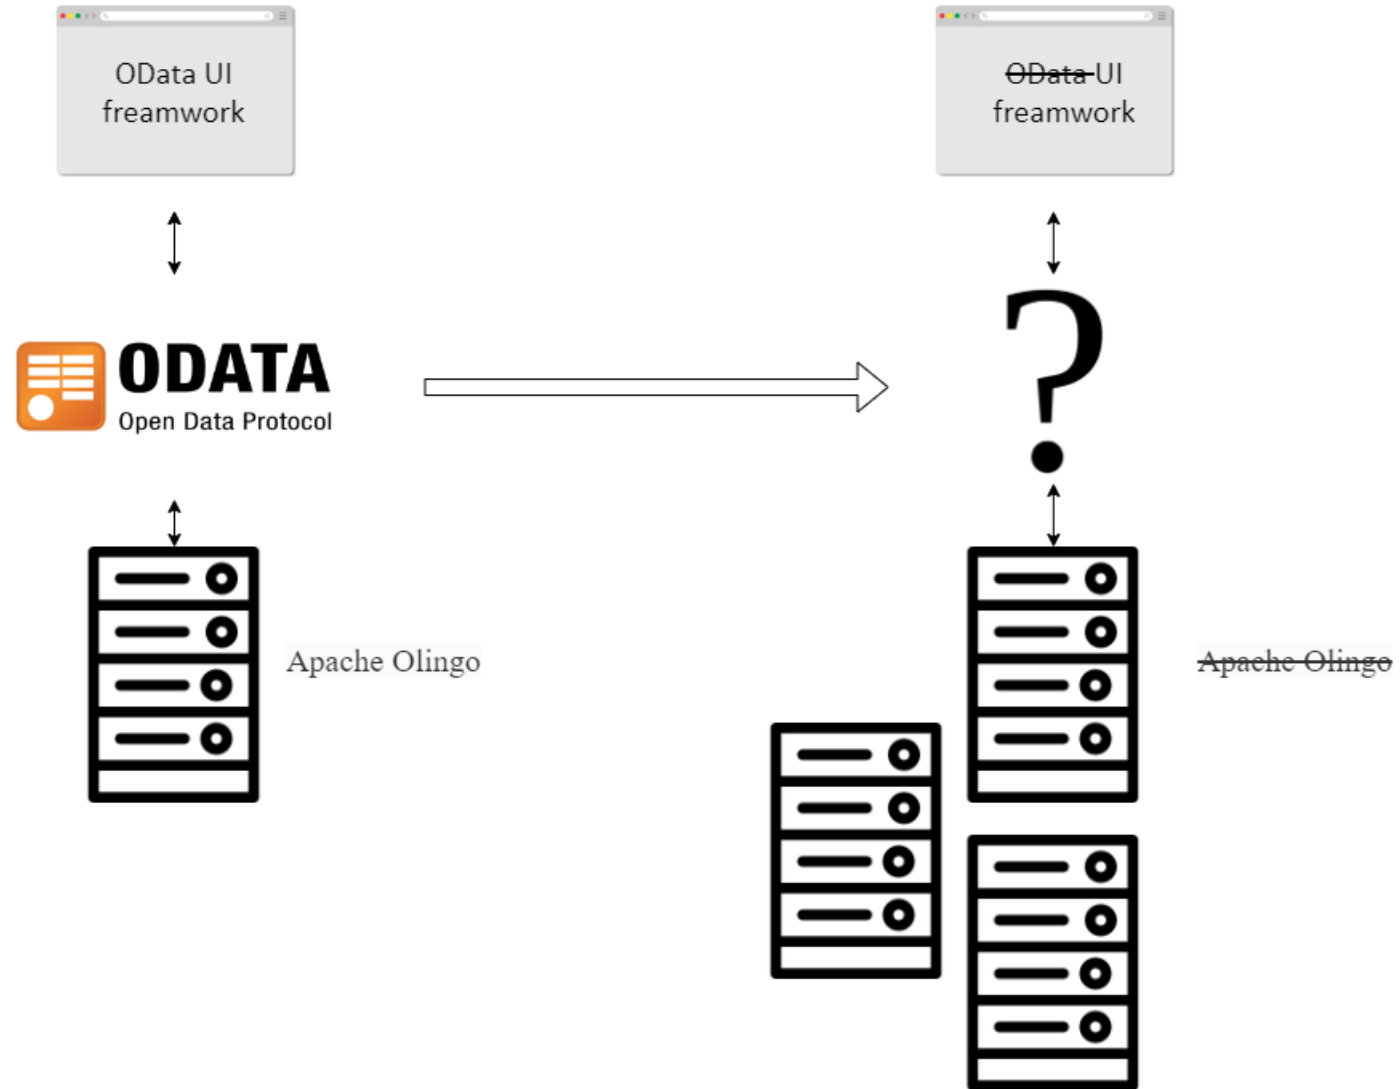 OData UI
freamwork
OData UI
freamwork
ODATA
Open Data Protocol
?
Apache Olingo
Apache Olingo